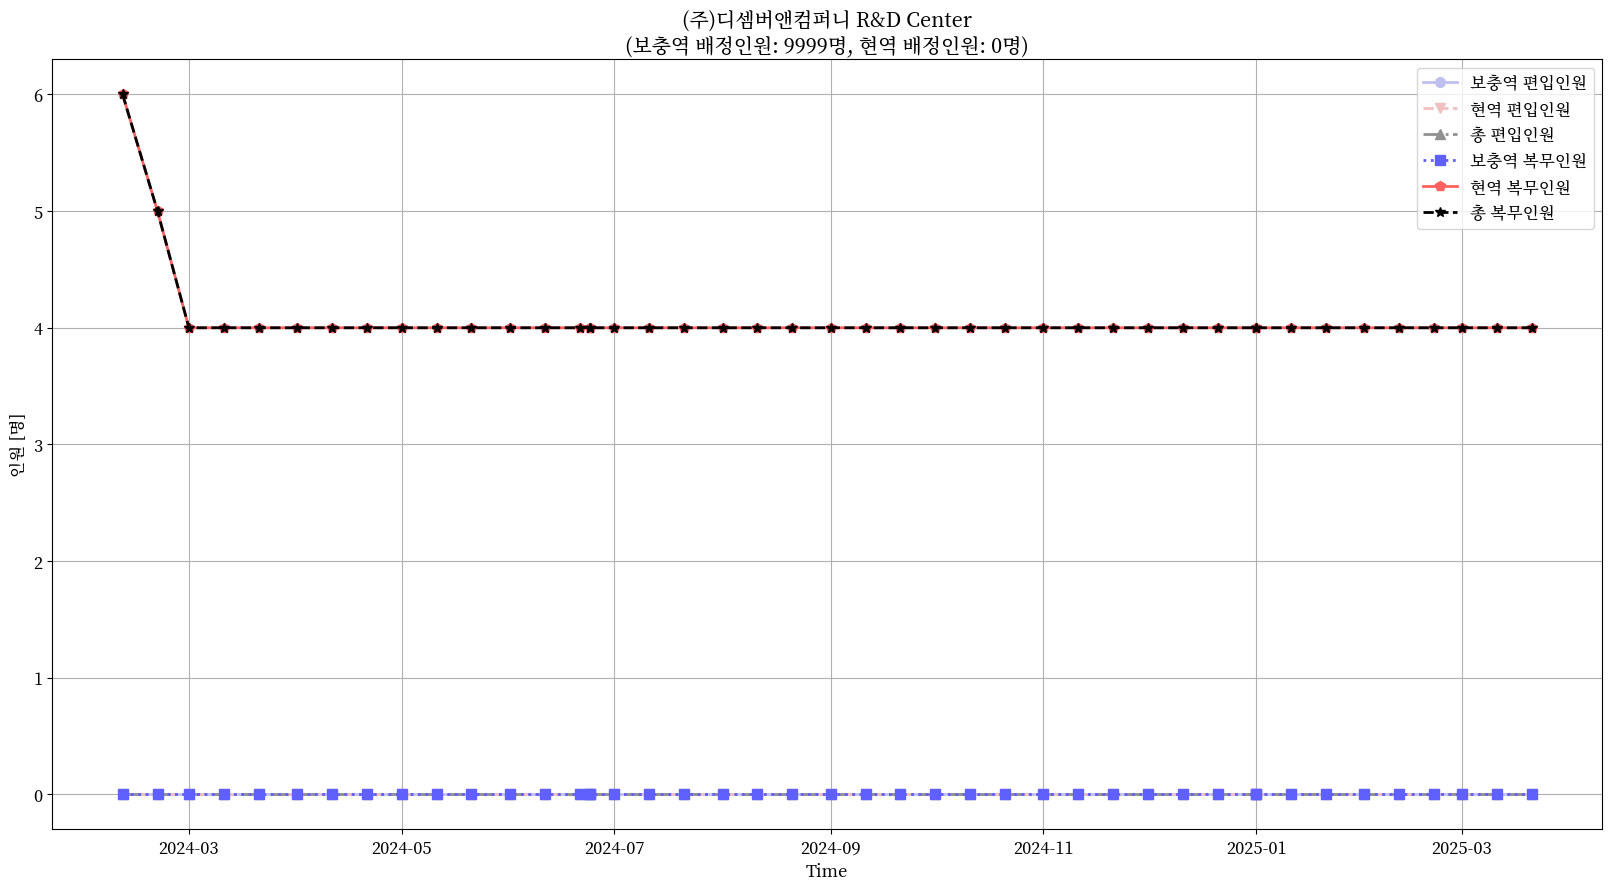 (주)디셈버앤컴퍼니 R&D Center
(보충역 배정인원: 9999명, 현역 배정인원: 0명)
보충역 편입인원
현역 편입인원
총 편입인원
보충역 복무인원
현역 복무인원
총 복무인원
인원 [명]
6
5
4
3
2
1
0
2024-03
2024-05
2024-07
2024-09
2024-11
2025-01
2025-03
Time